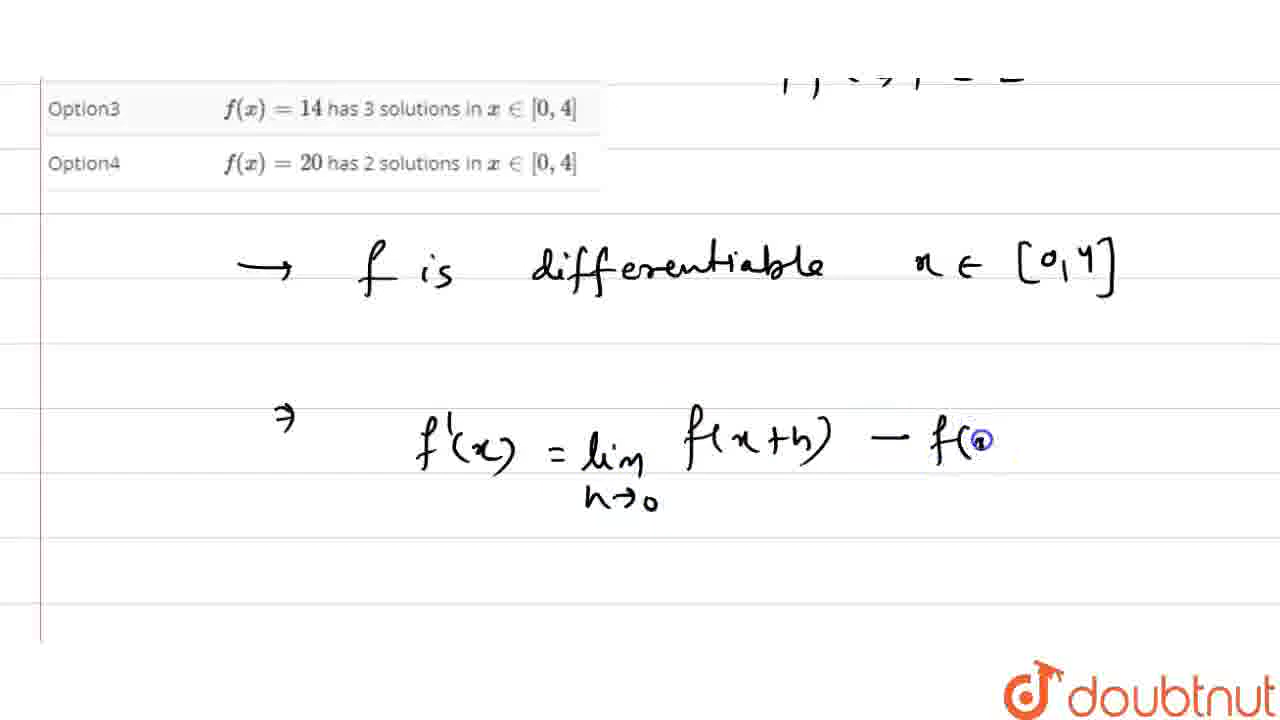 Option3 f(x) = 14 has 3 solutions in x ∈ [0, 4]
Option4 f(x) = 20 has 2 solutions in x ∈ [0, 4]
→ f is differentiable x ∈ [0,4]
⇒ f'(x) = lim h→0 f(x+h) − f(x
doubtnut